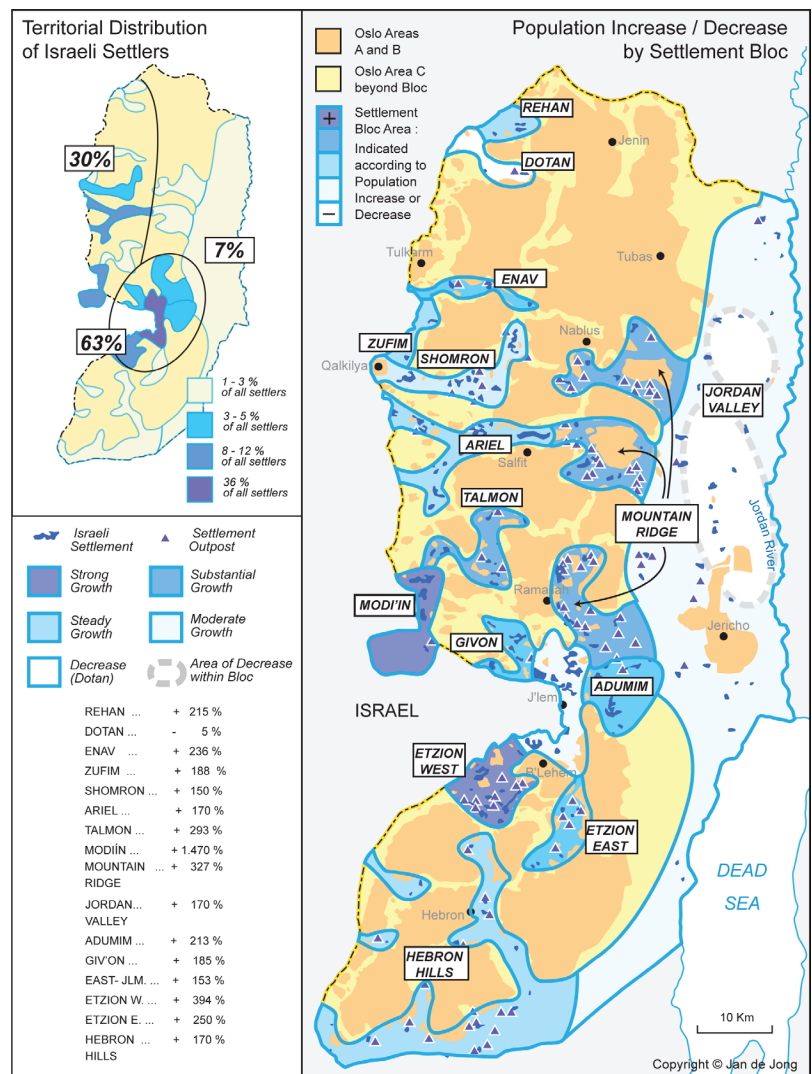 Territorial Distribution
of Israeli Settlers
30%
7%
63%
1 - 3 %
of all settlers
3 - 5 %
of all settlers
8 - 12 %
of all settlers
36 %
of all settlers
Israeli
Settlement
Settlement
Outpost
Strong
Growth
Substantial
Growth
Steady
Growth
Moderate
Growth
Decrease
(Dotan)
Area of Decrease
within Bloc
REHAN ... + 215 %
DOTAN ... - 5 %
ENAV ... + 236 %
ZUFIM ... + 188 %
SHOMRON ... + 150 %
ARIEL ... + 170 %
TALMON ... + 293 %
MODIÍN ... + 1.470 %
MOUNTAIN ... + 327 %
RIDGE
JORDAN... + 170 %
VALLEY
ADUMIM ... + 213 %
GIV'ON ... + 185 %
EAST- JLM. ... + 153 %
ETZION W. ... + 394 %
ETZION E. ... + 250 %
HEBRON ... + 170 %
HILLS
Population Increase / Decrease
by Settlement Bloc
Oslo Areas
A and B
Oslo Area C
beyond Bloc
+
Settlement
Bloc Area :
Indicated
according to
Population
Increase or
Decrease
–
REHAN
Jenin
DOTAN
Tulkarm
Tubas
ENAV
Nablus
ZUFIM
Qalkilya
SHOMRON
JORDAN
VALLEY
ARIEL
Salfit
TALMON
MOUNTAIN
RIDGE
Jordan River
Ramallah
MODI'IN
Jericho
GIVON
ADUMIM
J'lem
ISRAEL
ETZION
WEST
B'Lehem
ETZION
EAST
DEAD
SEA
Hebron
HEBRON
HILLS
10 Km
Copyright © Jan de Jong